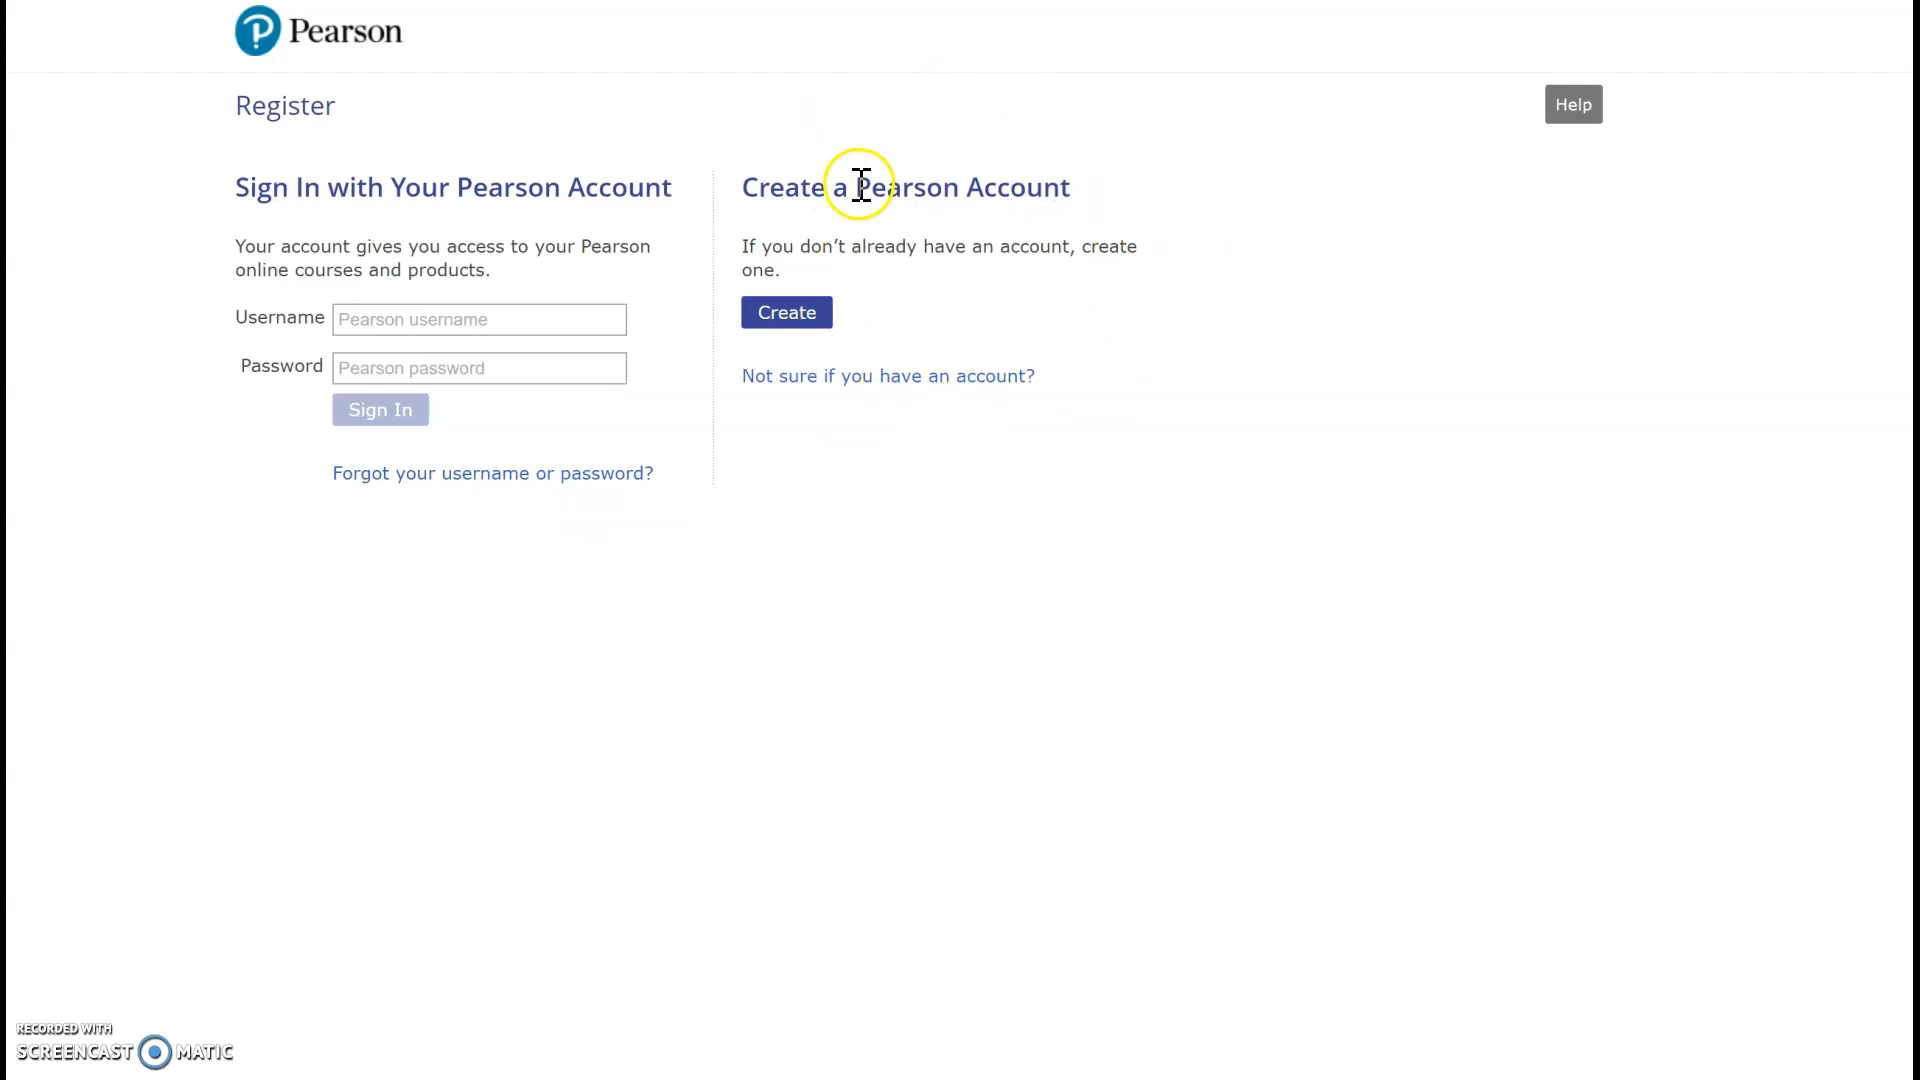 Pearson
Register
Help
Sign In with Your Pearson Account
Your account gives you access to your Pearson
online courses and products.
Username
Pearson username
Password
Pearson password
Sign In
Forgot your username or password?
Create a Pearson Account
If you don’t already have an account, create
one.
Create
Not sure if you have an account?
RECORDED WITH
SCREENCAST MATIC